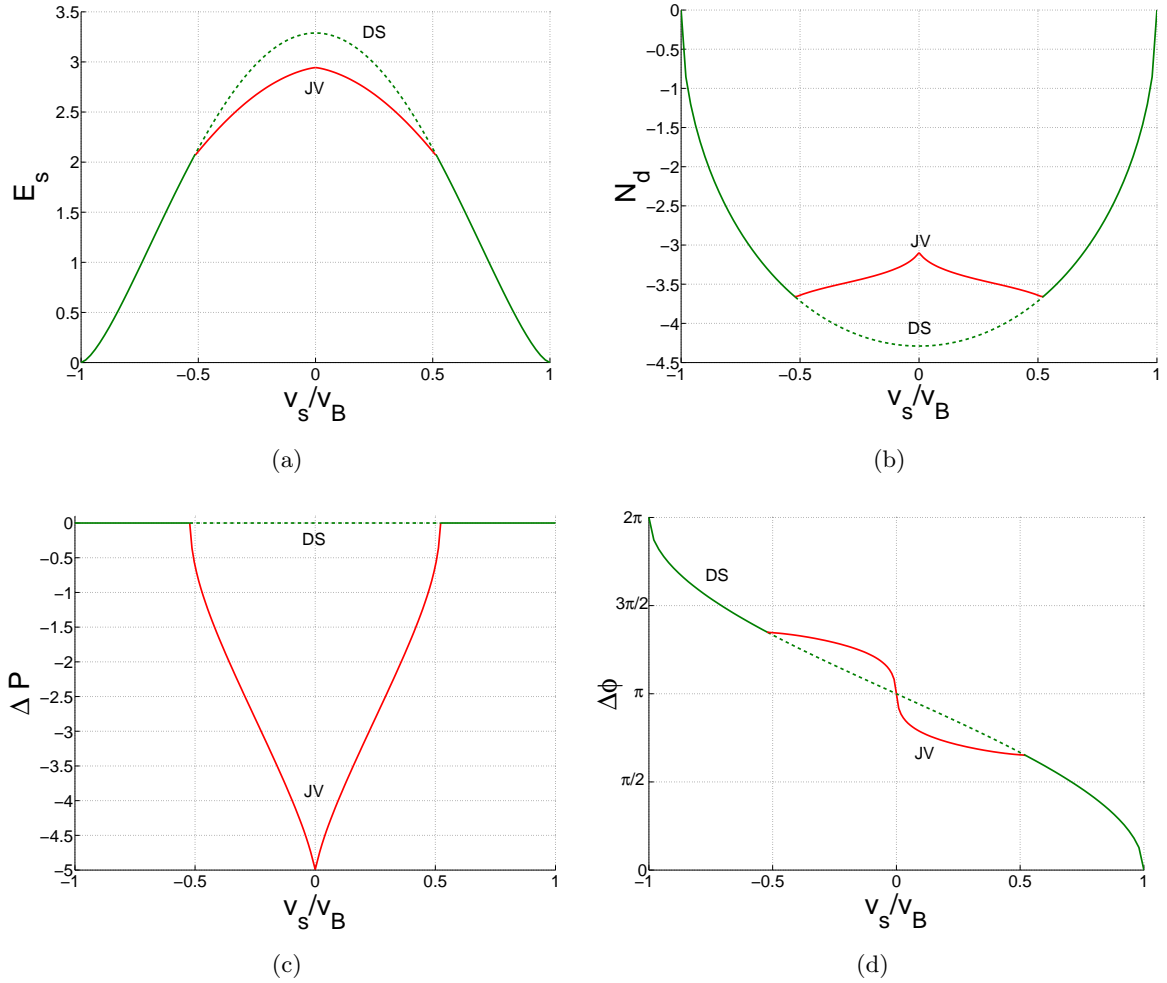 3.5
3
2.5
2
1.5
1
0.5
0
−1
−0.5
0
0.5
1
E_s
v_s/v_B
DS
JV
(a)
0
−0.5
−1
−1.5
−2
−2.5
−3
−3.5
−4
−4.5
−1
−0.5
0
0.5
1
N_d
v_s/v_B
JV
DS
(b)
0
−0.5
−1
−1.5
−2
−2.5
−3
−3.5
−4
−4.5
−5
−1
−0.5
0
0.5
1
Δ P
v_s/v_B
DS
JV
(c)
2π
3π/2
π
π/2
0
−1
−0.5
0
0.5
1
Δϕ
v_s/v_B
DS
JV
(d)